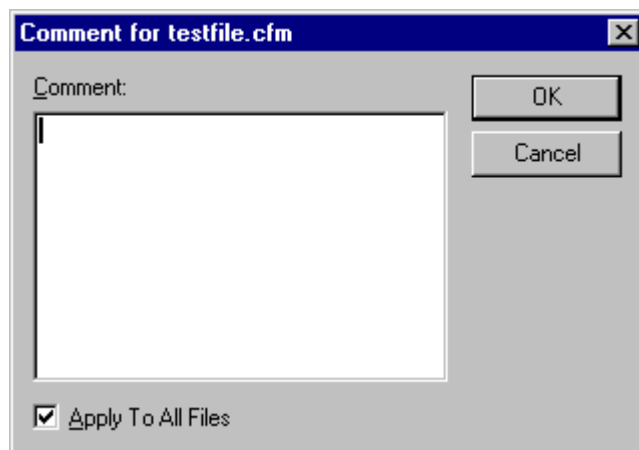 Comment for testfile.cfm
Comment:
OK
Cancel
Apply To All Files